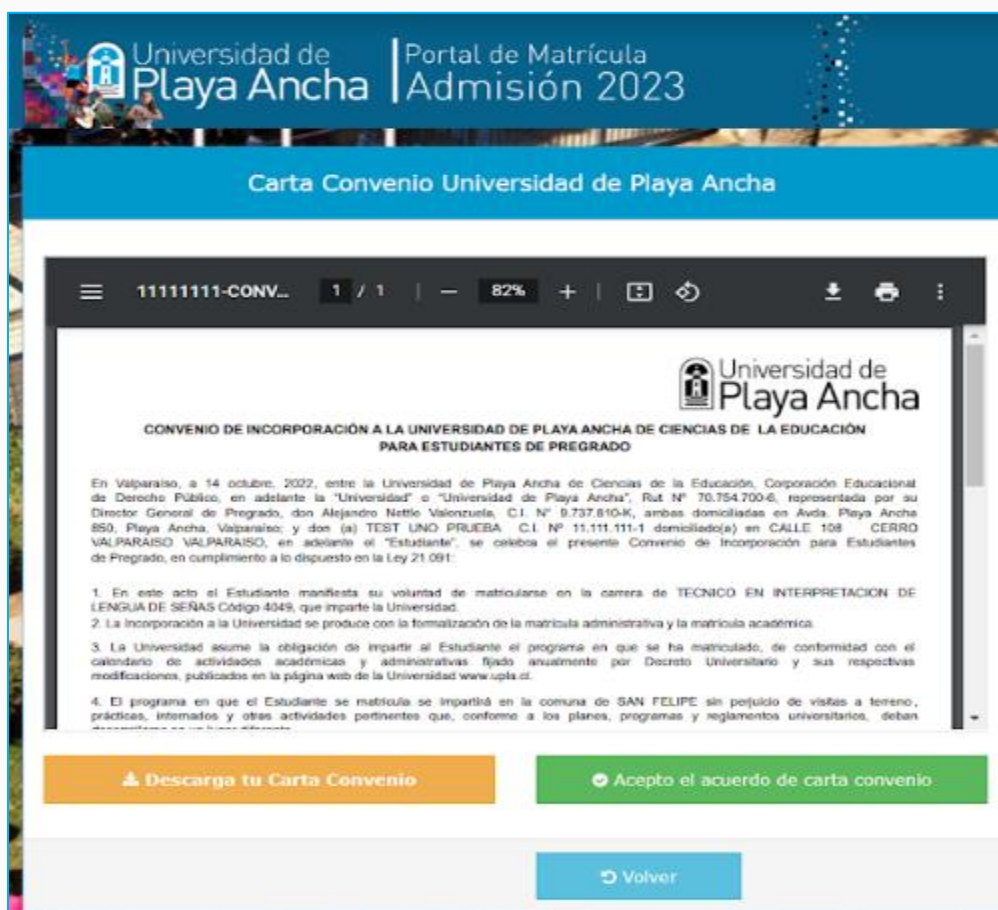 Universidad de
Playa Ancha
Portal de Matrícula
Admisión 2023
Carta Convenio Universidad de Playa Ancha
11111111-CONV...
1 / 1
82%
Universidad de
Playa Ancha
CONVENIO DE INCORPORACIÓN A LA UNIVERSIDAD DE PLAYA ANCHA DE CIENCIAS DE LA EDUCACIÓN
PARA ESTUDIANTES DE PREGRADO
En Valparaíso, a 14 octubre, 2022, entre la Universidad de Playa Ancha de Ciencias de la Educación, Corporación Educacional
de Derecho Público, en adelante la "Universidad" o "Universidad de Playa Ancha", Rut N° 70.754.700-6, representada por su
Director General de Pregrado, don Alejandro Nettle Valenzuela, C.I. N° 9.737.810-K, ambas domiciliadas en Avda. Playa Ancha
850, Playa Ancha, Valparaíso; y don (a) TEST UNO PRUEBA C.I. N° 11.111.111-1 domiciliado(a) en CALLE 108 CERRO
VALPARAISO VALPARAISO, en adelante el "Estudiante", se celebra el presente Convenio de Incorporación para Estudiantes
de Pregrado, en cumplimiento a lo dispuesto en la Ley 21.091:
1. En este acto el Estudiante manifiesta su voluntad de matricularse en la carrera de TECNICO EN INTERPRETACION DE
LENGUA DE SEÑAS Código 4049, que imparte la Universidad.
2. La Incorporación a la Universidad se produce con la formalización de la matrícula administrativa y la matrícula académica.
3. La Universidad asume la obligación de impartir al Estudiante el programa en que se ha matriculado, de conformidad con el
calendario de actividades académicas y administrativas fijado anualmente por Decreto Universitario y sus respectivas
modificaciones, publicados en la página web de la Universidad www.upla.cl.
4. El programa en que el Estudiante se matricula se impartirá en la comuna de SAN FELIPE sin perjuicio de visitas a terreno,
prácticas, internados y otras actividades pertinentes que, conforme a los planes, programas y reglamentos universitarios, deban
Descarga tu Carta Convenio
Acepto el acuerdo de carta convenio
Volver